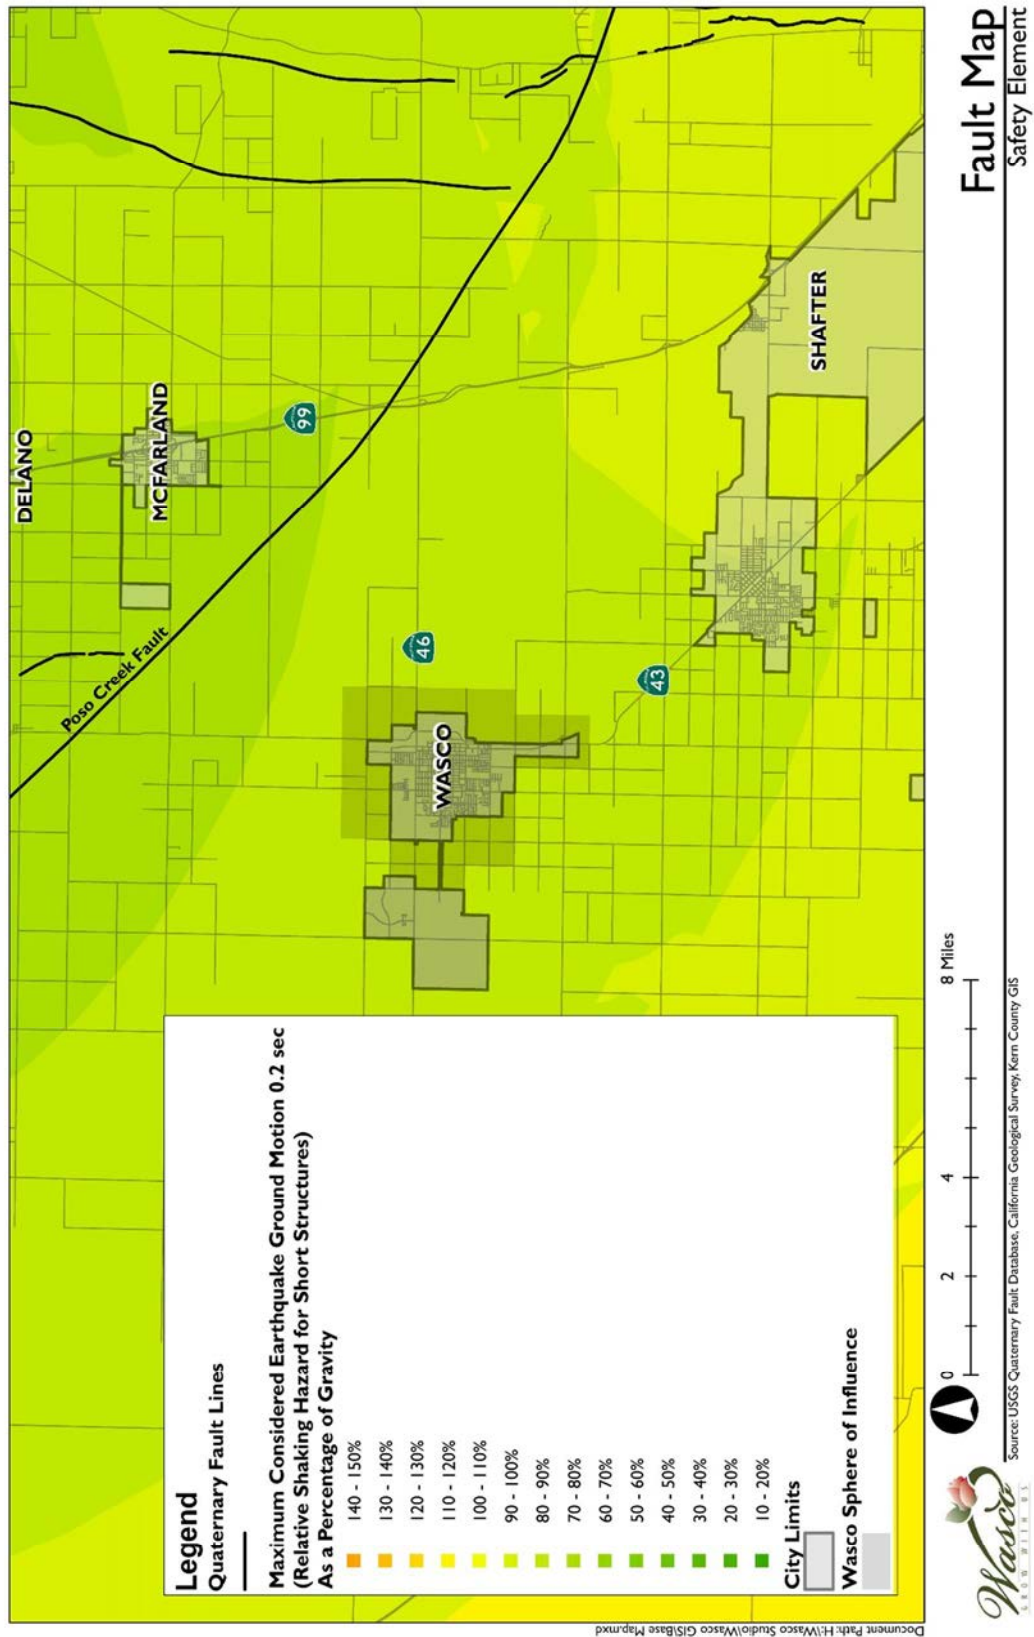 DELANO
MCFARLAND
99
Poso Creek Fault
46
WASCO
43
SHAFTER
Legend
Quaternary Fault Lines
Maximum Considered Earthquake Ground Motion 0.2 sec
(Relative Shaking Hazard for Short Structures)
As a Percentage of Gravity
140 - 150%
130 - 140%
120 - 130%
110 - 120%
100 - 110%
90 - 100%
80 - 90%
70 - 80%
60 - 70%
50 - 60%
40 - 50%
30 - 40%
20 - 30%
10 - 20%
City Limits
Wasco Sphere of Influence
0 2 4 8 Miles
Fault Map
Safety Element
Wasco
GROW WITH US
Source: USGS Quaternary Fault Database, California Geological Survey, Kern County GIS
Document Path: H:\Wasco Studio\Wasco GIS\Base Map.mxd